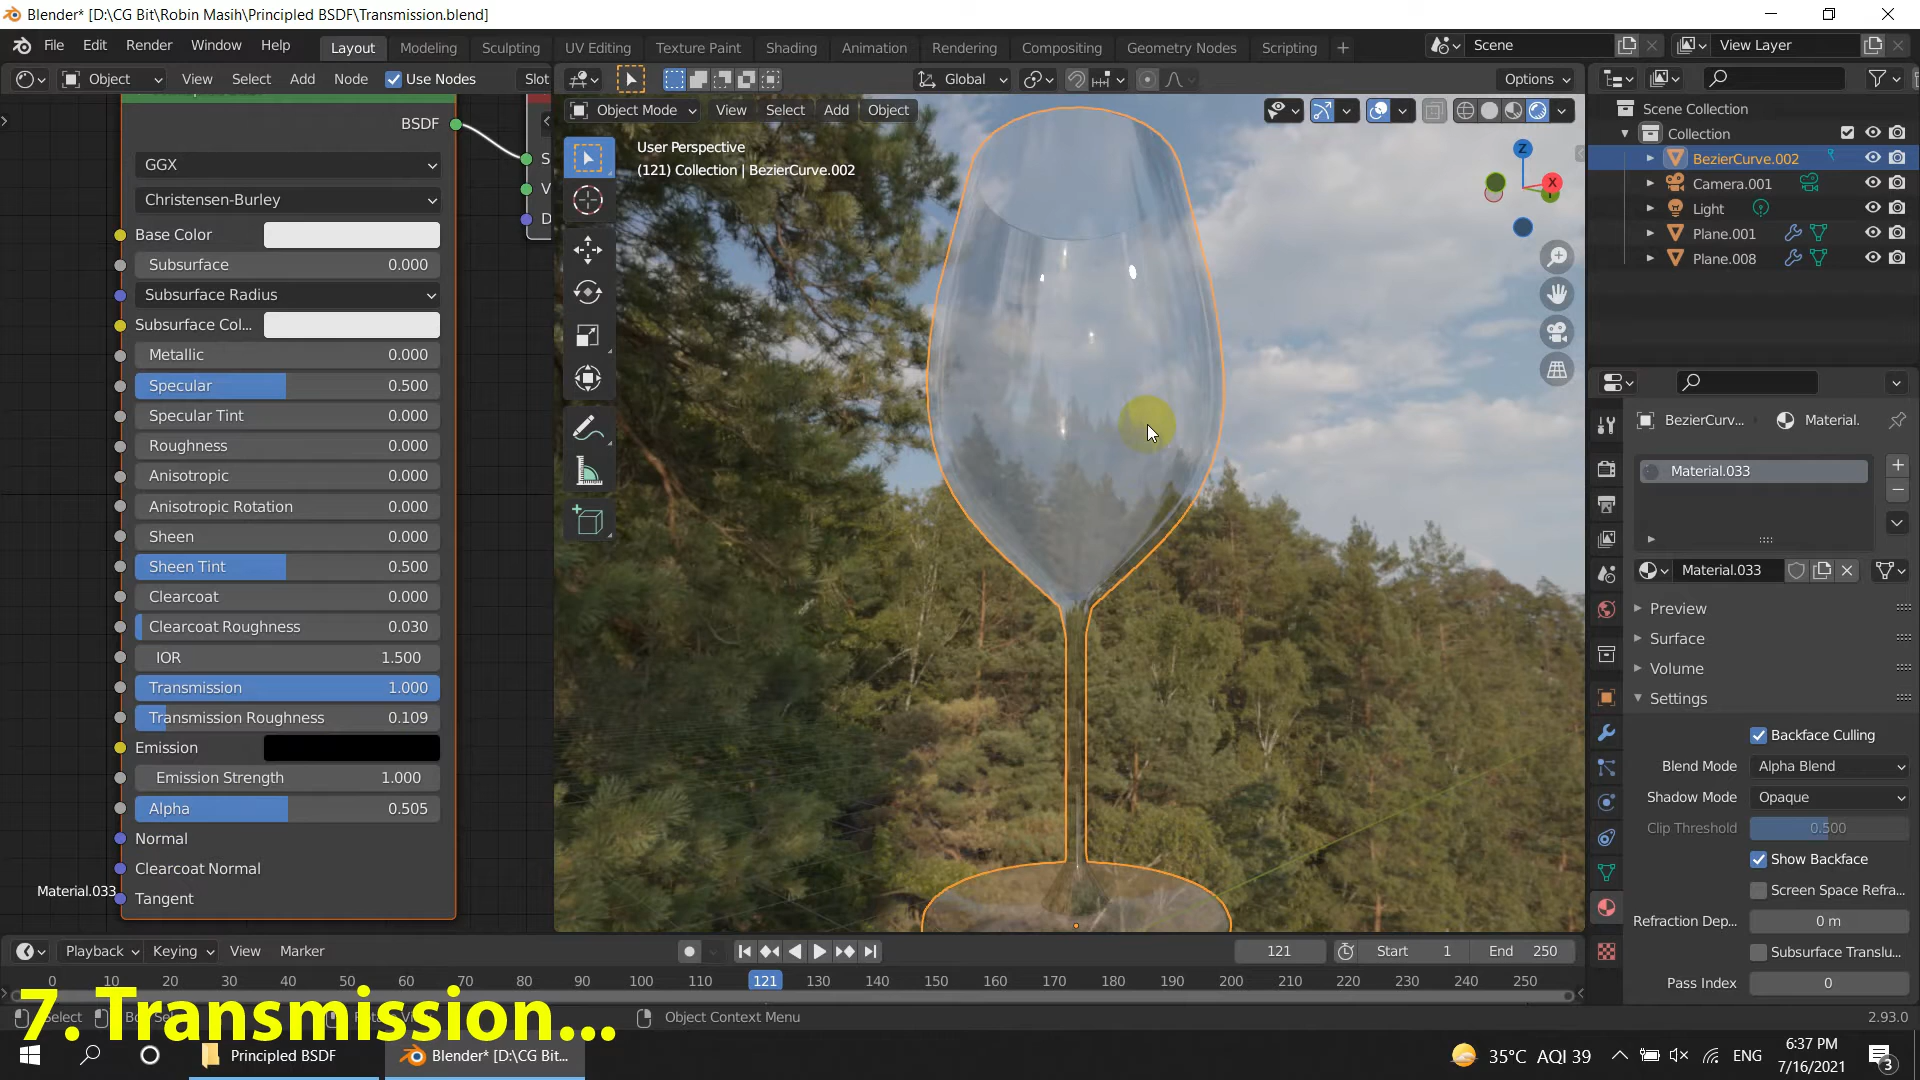 Blender* [D:\CG Bit\Robin Masih\Principled BSDF\Transmission.blend]
File Edit Render Window Help Layout Modeling Sculpting UV Editing Texture Paint Shading Animation Rendering Compositing Geometry Nodes Scripting + Scene View Layer
Object View Select Add Node Use Nodes Slot Global Options
Object Mode View Select Add Object
User Perspective
(121) Collection | BezierCurve.002
Z
X
Y
BSDF
GGX
Christensen-Burley
Base Color
Subsurface 0.000
Subsurface Radius
Subsurface Col...
Metallic 0.000
Specular 0.500
Specular Tint 0.000
Roughness 0.000
Anisotropic 0.000
Anisotropic Rotation 0.000
Sheen 0.000
Sheen Tint 0.500
Clearcoat 0.000
Clearcoat Roughness 0.030
IOR 1.500
Transmission 1.000
Transmission Roughness 0.109
Emission
Emission Strength 1.000
Alpha 0.505
Normal
Clearcoat Normal
Tangent
Material.033
S
V
D
Scene Collection
Collection
BezierCurve.002
Camera.001
Light
Plane.001
Plane.008
BezierCurv... Material.
Material.033
Material.033
Preview
Surface
Volume
Settings
Backface Culling
Blend Mode Alpha Blend
Shadow Mode Opaque
Clip Threshold 0.500
Show Backface
Screen Space Refra...
Refraction Dep... 0 m
Subsurface Translu...
Pass Index 0
Playback Keying View Marker 121 Start 1 End 250
0 10 20 30 40 50 60 70 80 90 100 110 121 130 140 150 160 170 180 190 200 210 220 230 240 250
Select Object Context Menu 2.93.0
7. Transmission...
Principled BSDF Blender* [D:\CG Bit... 35°C AQI 39 ENG 6:37 PM
7/16/2021 3